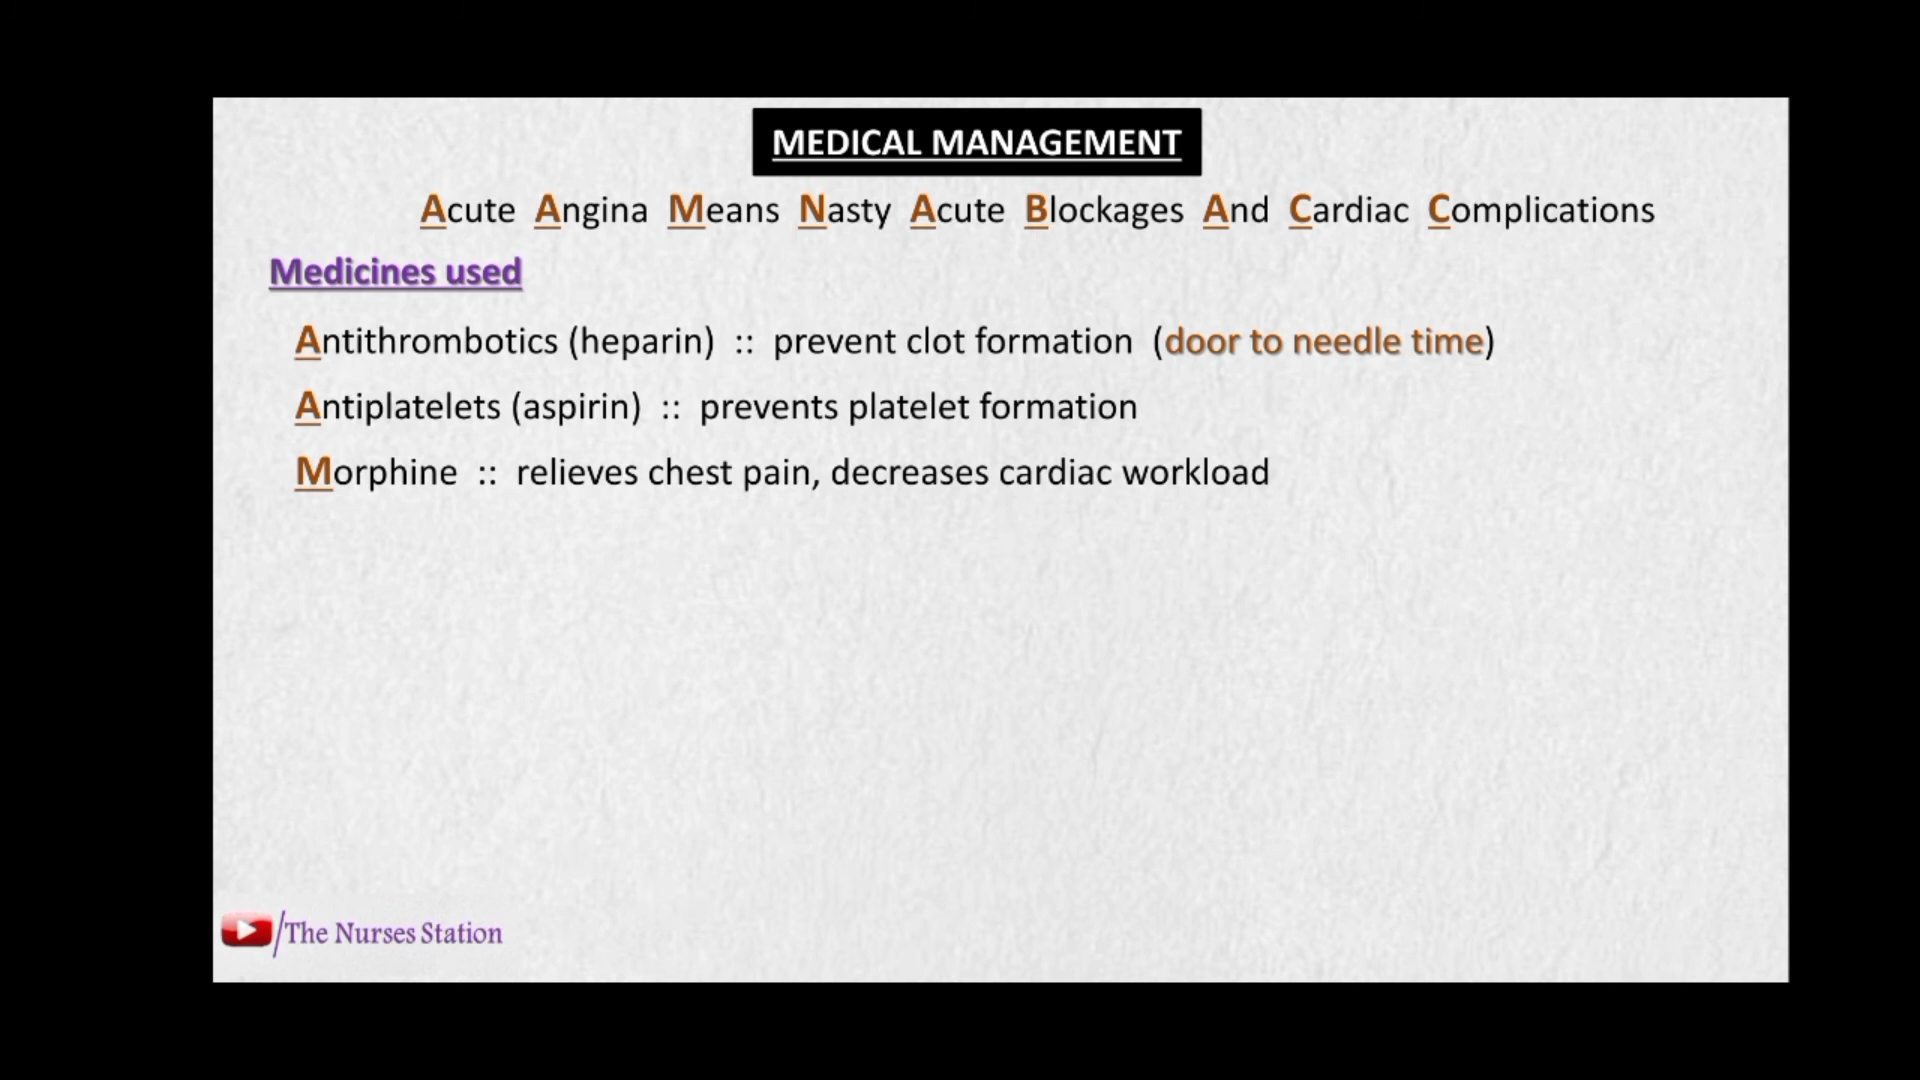 MEDICAL MANAGEMENT
Acute Angina Means Nasty Acute Blockages And Cardiac Complications
Medicines used
Antithrombotics (heparin) :: prevent clot formation (door to needle time)
Antiplatelets (aspirin) :: prevents platelet formation
Morphine :: relieves chest pain, decreases cardiac workload
/The Nurses Station